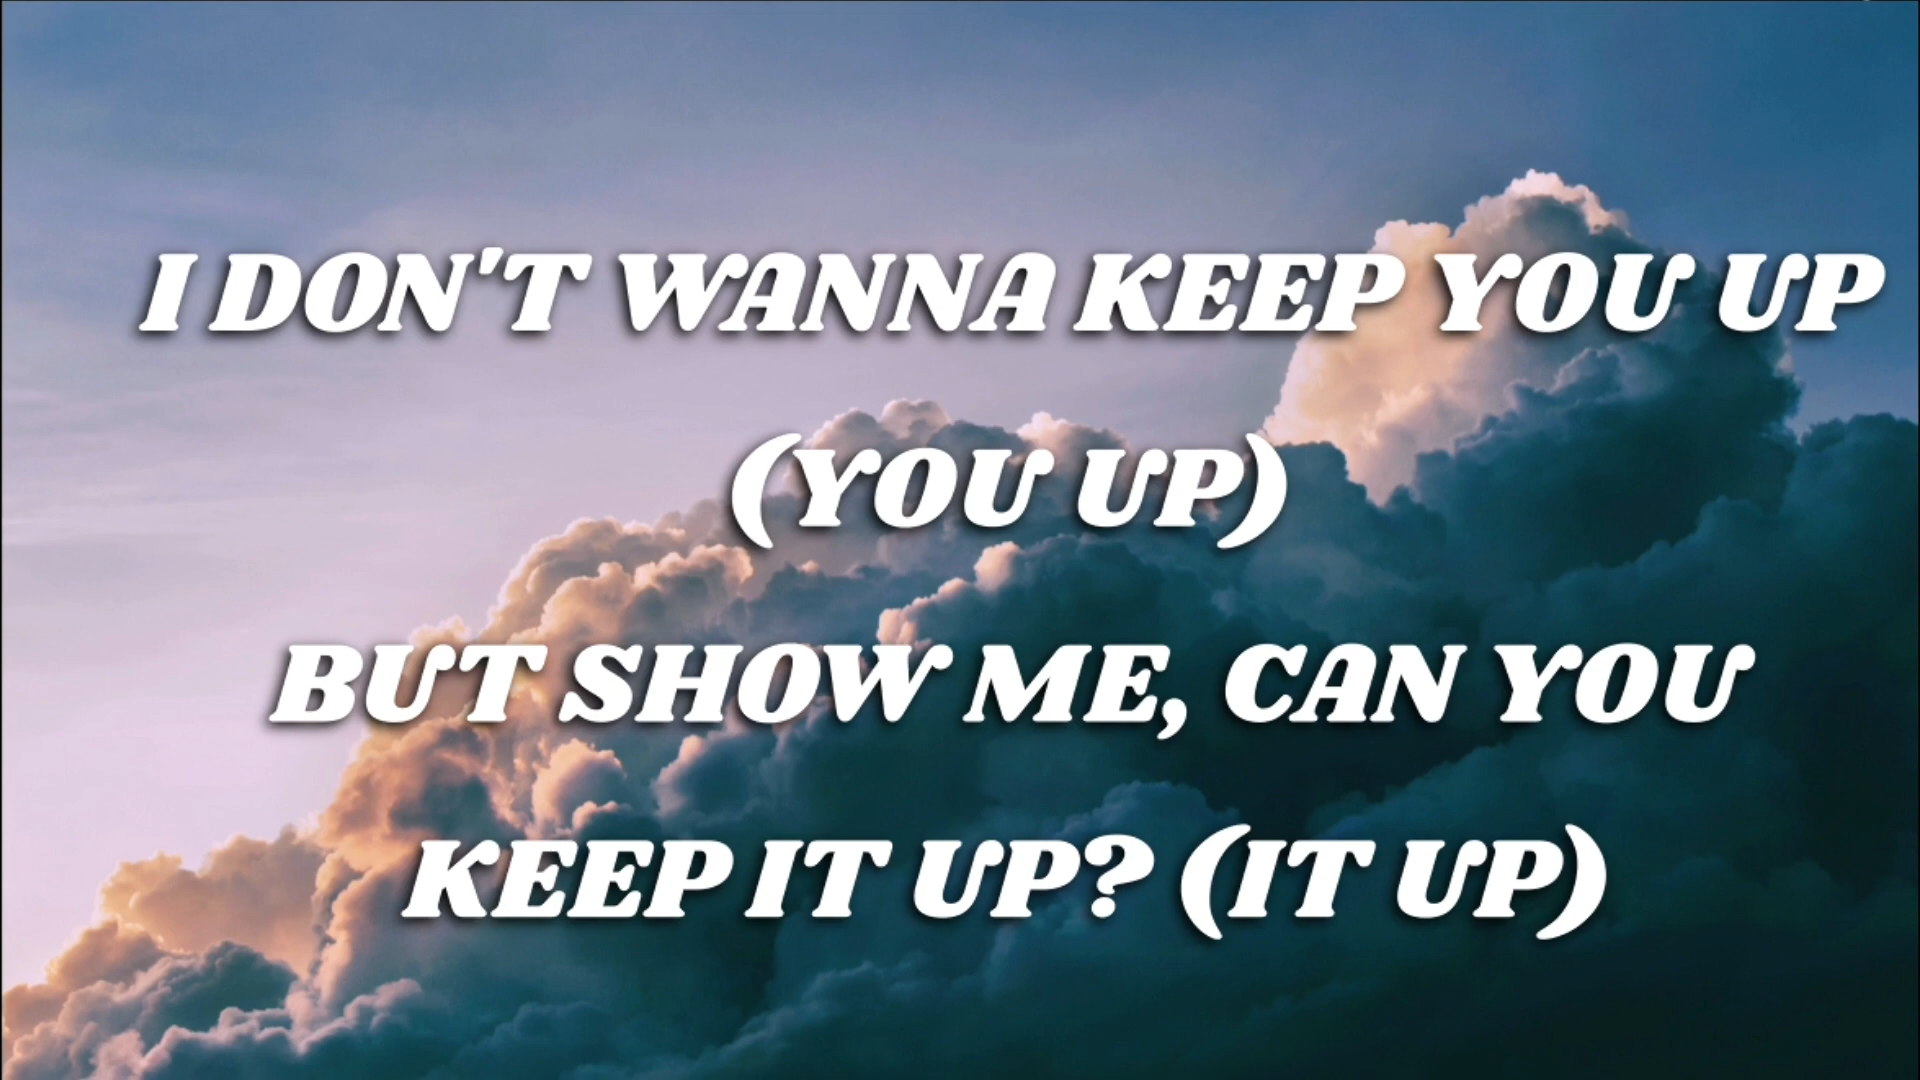 I DON'T WANNA KEEP YOU UP
(YOU UP)
BUT SHOW ME, CAN YOU
KEEP IT UP? (IT UP)